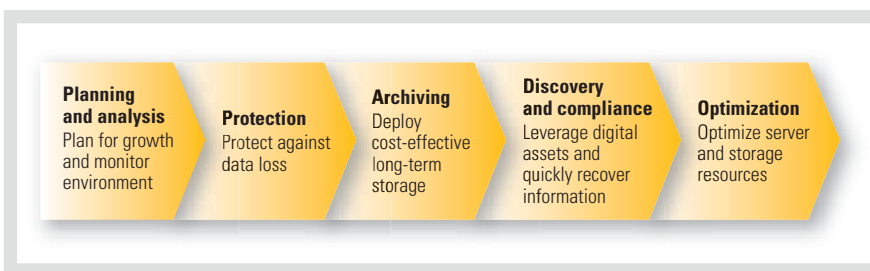 Planning
and analysis
Plan for growth
and monitor
environment
Protection
Protect against
data loss
Archiving
Deploy
cost-effective
long-term
storage
Discovery
and compliance
Leverage digital
assets and
quickly recover
information
Optimization
Optimize server
and storage
resources